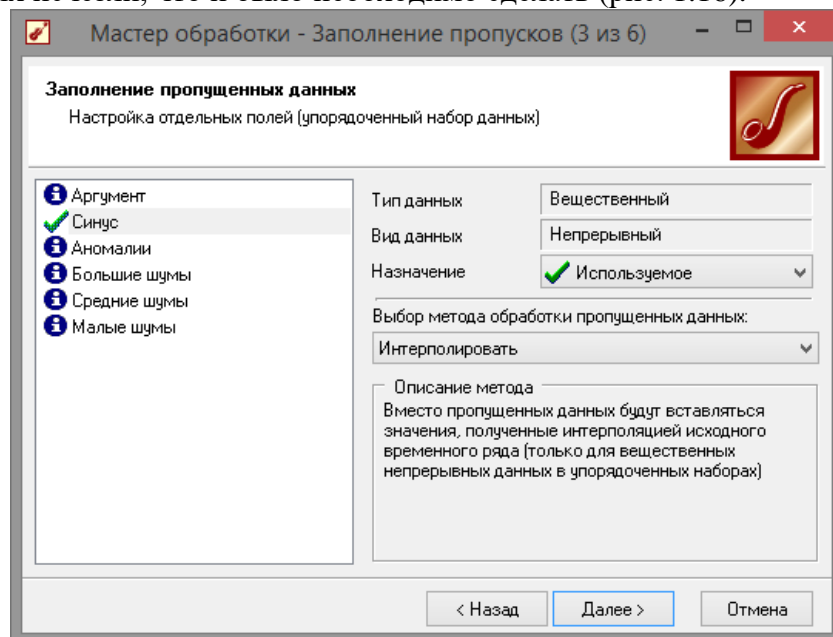 Мастер обработки - Заполнение пропусков (3 из 6)
Заполнение пропущенных данных
Настройка отдельных полей (упорядоченный набор данных)
Аргумент
Синус
Аномалии
Большие шумы
Средние шумы
Малые шумы
Тип данных
Вещественный
Вид данных
Непрерывный
Назначение
Используемое
Выбор метода обработки пропущенных данных:
Интерполировать
Описание метода
Вместо пропущенных данных будут вставляться
значения, полученные интерполяцией исходного
временного ряда (только для вещественных
непрерывных данных в упорядоченных наборах)
< Назад
Далее >
Отмена